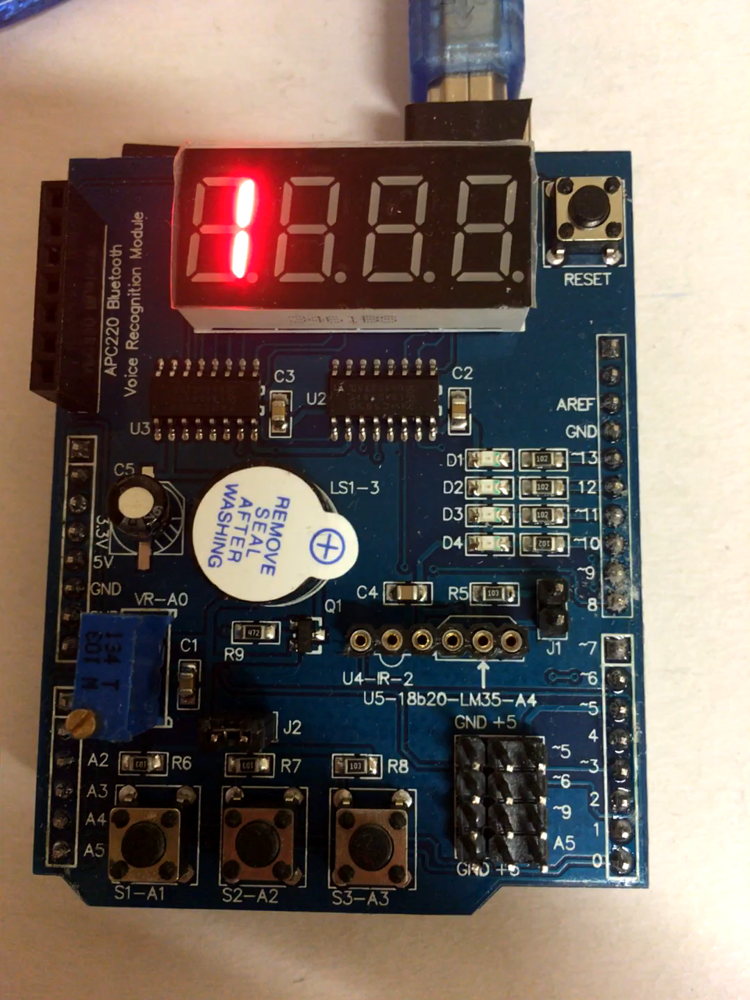 1
RESET
APC220 Bluetooth
Voice Recognition Module
C3
C2
U2
U3
AREF
GND
D1
102
~13
D2
102
12
D3
102
~11
D4
102
~10
~9
8
C5
LS1-3
REMOVE
SEAL
AFTER
WASHING
3.3V
5V
GND
VR-A0
C4
R5
103
Q1
472
R9
C1
J1
~7
~6
~5
4
~3
2
1
0
U4-IR-2
U5-18b20-LM35-A4
134 T
EOT M
J2
GND +5
~5
~6
~9
A5
GND +5
A2
A3
A4
A5
103
R6
103
R7
103
R8
S1-A1
S2-A2
S3-A3